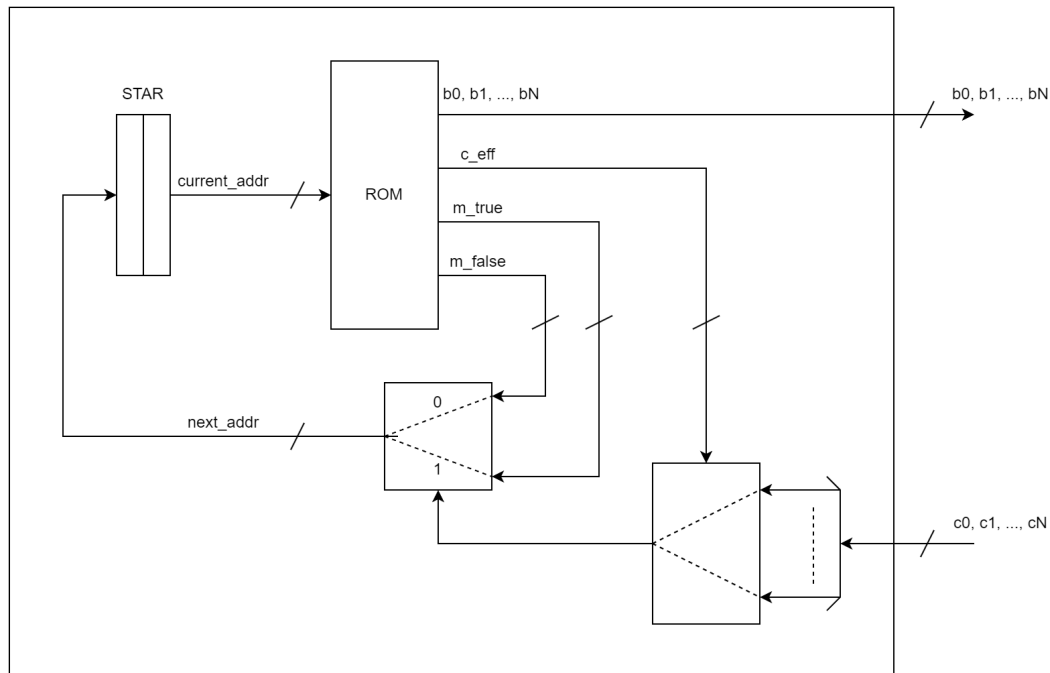 STAR
b0, b1, ..., bN
b0, b1, ..., bN
c_eff
current_addr
ROM
m_true
m_false
0
next_addr
1
c0, c1, ..., cN